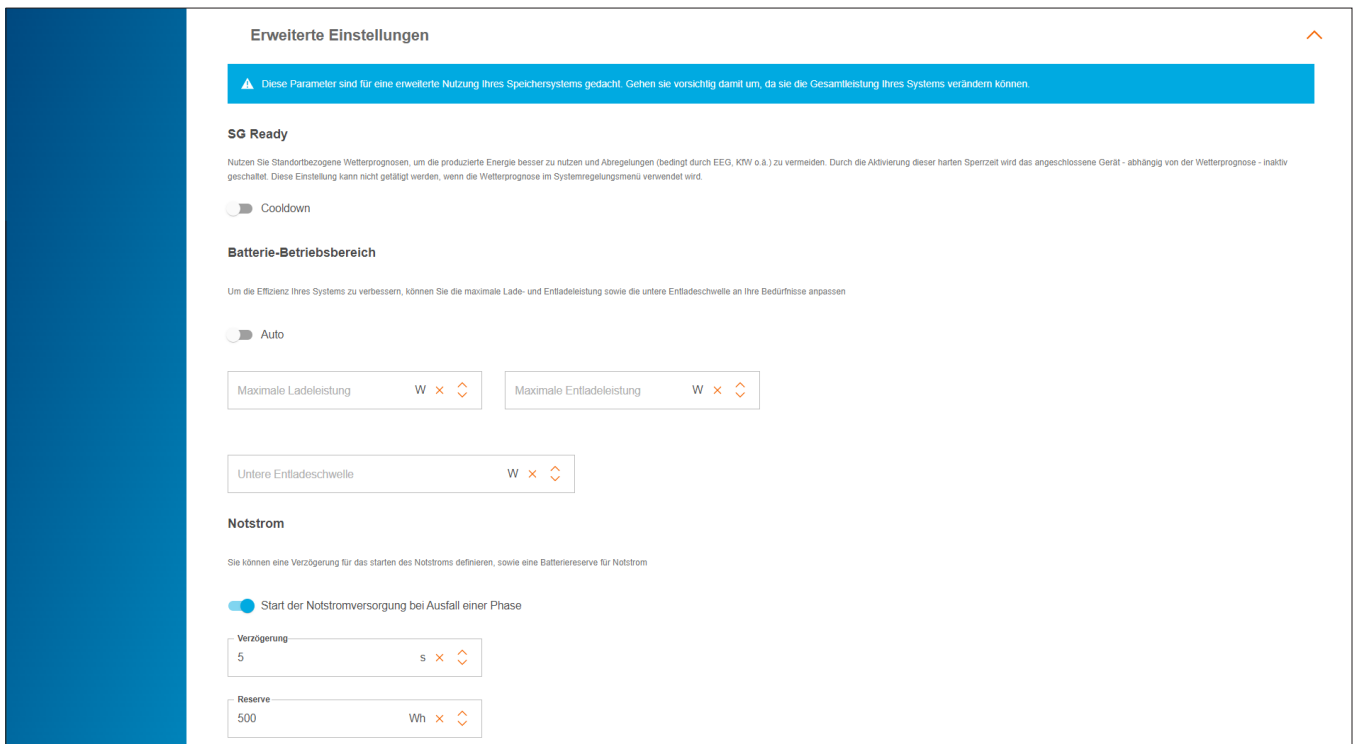 Erweiterte Einstellungen
Diese Parameter sind für eine erweiterte Nutzung Ihres Speichersystems gedacht. Gehen sie vorsichtig damit um, da sie die Gesamtleistung Ihres Systems verändern können.
SG Ready
Nutzen Sie Standortbezogene Wetterprognosen, um die produzierte Energie besser zu nutzen und Abregelungen (bedingt durch EEG, KfW o.ä.) zu vermeiden. Durch die Aktivierung dieser harten Sperrzeit wird das angeschlossene Gerät - abhängig von der Wetterprognose - inaktiv
geschaltet. Diese Einstellung kann nicht getätigt werden, wenn die Wetterprognose im Systemregelungsmenü verwendet wird.
Cooldown
Batterie-Betriebsbereich
Um die Effizienz Ihres Systems zu verbessern, können Sie die maximale Lade- und Entladeleistung sowie die untere Entladeschwelle an Ihre Bedürfnisse anpassen
Auto
Maximale Ladeleistung W Maximale Entladeleistung W
Untere Entladeschwelle W
Notstrom
Sie können eine Verzögerung für das starten des Notstroms definieren, sowie eine Batteriereserve für Notstrom
Start der Notstromversorgung bei Ausfall einer Phase
Verzögerung
5 s
Reserve
500 Wh